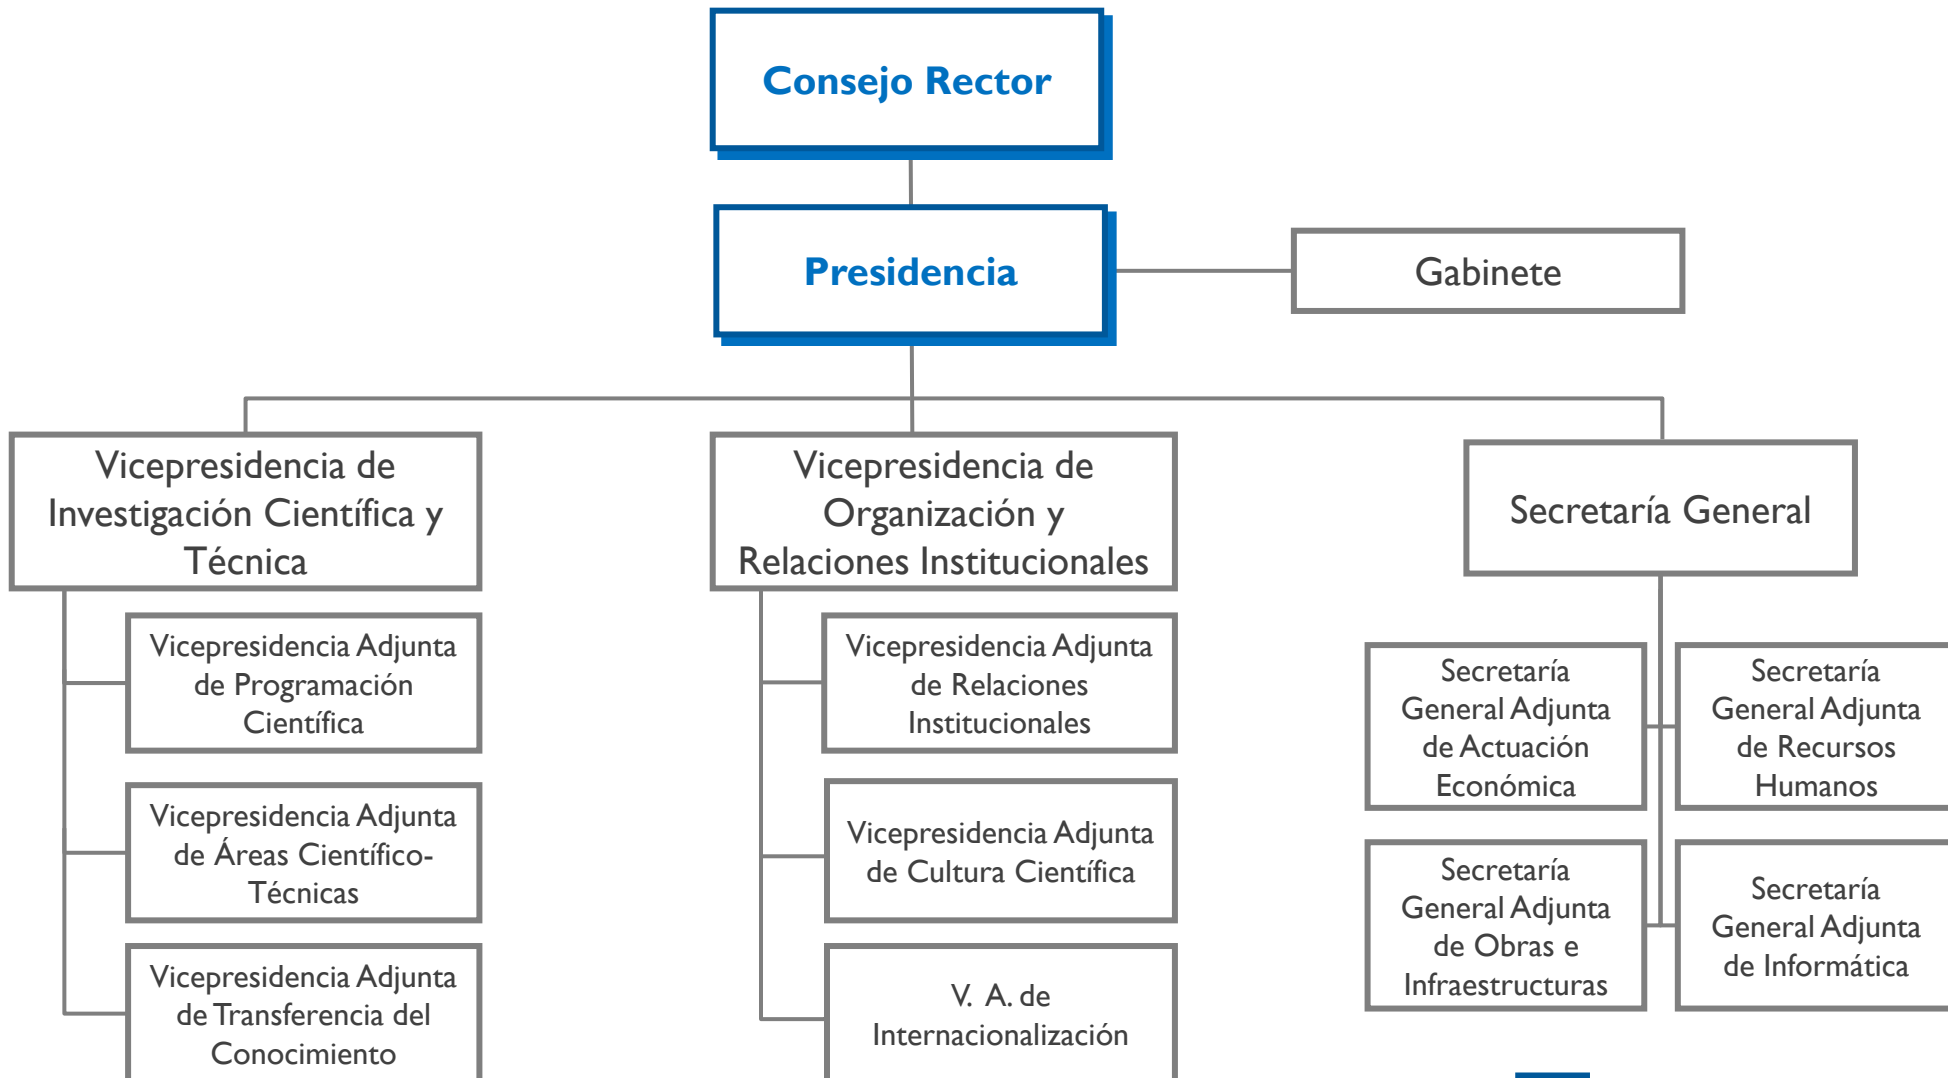 Consejo Rector
Presidencia
Gabinete
Vicepresidencia de
Investigación Científica y
Técnica
Vicepresidencia Adjunta
de Programación
Científica
Vicepresidencia Adjunta
de Áreas Científico-
Técnicas
Vicepresidencia Adjunta
de Transferencia del
Conocimiento
Vicepresidencia de
Organización y
Relaciones Institucionales
Vicepresidencia Adjunta
de Relaciones
Institucionales
Vicepresidencia Adjunta
de Cultura Científica
V. A. de
Internacionalización
Secretaría General
Secretaría
General Adjunta
de Actuación
Económica
Secretaría
General Adjunta
de Recursos
Humanos
Secretaría
General Adjunta
de Obras e
Infraestructuras
Secretaría
General Adjunta
de Informática